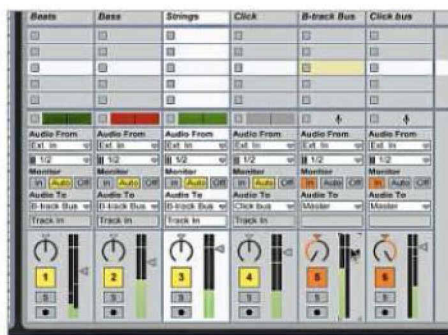 Beats Bass Strings Click B-track Bus Click bus
Audio From Audio From Audio From Audio From Audio From Audio From
Ext. In Ext. In Ext. In Ext. In Ext. In Ext. In
1/2 1/2 1/2 1/2 1/2 1/2
Monitor Monitor Monitor Monitor Monitor Monitor
In Auto Off In Auto Off In Auto Off In Auto Off In Auto Off In Auto Off
Audio To Audio To Audio To Audio To Audio To Audio To
B-track Bus B-track Bus B-track Bus Click bus Master Master
Track In Track In Track In Track In
1 2 3 4 5 6
S S S S S S